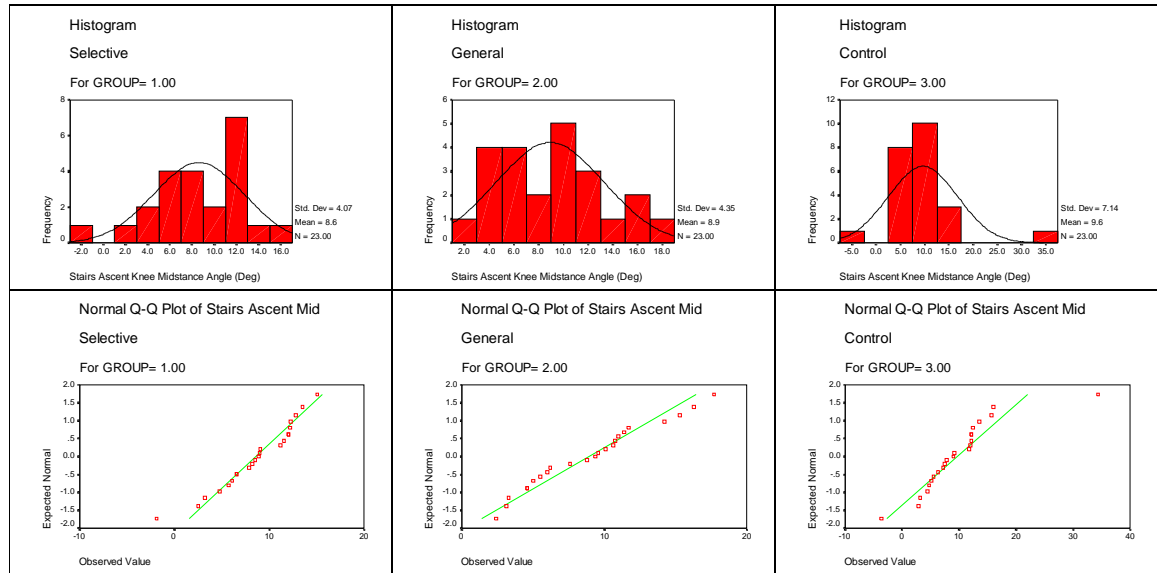 Histogram
Selective
For GROUP= 1.00
8
6
4
2
0
Frequency
-2.0 0.0 2.0 4.0 6.0 8.0 10.0 12.0 14.0 16.0
Std. Dev = 4.07
Mean = 8.6
N = 23.00
Stairs Ascent Knee Midstance Angle (Deg)
Histogram
General
For GROUP= 2.00
6
5
4
3
2
1
0
Frequency
2.0 4.0 6.0 8.0 10.0 12.0 14.0 16.0 18.0
Std. Dev = 4.35
Mean = 8.9
N = 23.00
Stairs Ascent Knee Midstance Angle (Deg)
Histogram
Control
For GROUP= 3.00
12
10
8
6
4
2
0
Frequency
-5.0 0.0 5.0 10.0 15.0 20.0 25.0 30.0 35.0
Std. Dev = 7.14
Mean = 9.6
N = 23.00
Stairs Ascent Knee Midstance Angle (Deg)
Normal Q-Q Plot of Stairs Ascent Mid
Selective
For GROUP= 1.00
2.0
1.5
1.0
.5
0.0
-.5
-1.0
-1.5
-2.0
Expected Normal
-10 0 10 20
Observed Value
Normal Q-Q Plot of Stairs Ascent Mid
General
For GROUP= 2.00
2.0
1.5
1.0
.5
0.0
-.5
-1.0
-1.5
-2.0
Expected Normal
0 10 20
Observed Value
Normal Q-Q Plot of Stairs Ascent Mid
Control
For GROUP= 3.00
2.0
1.5
1.0
.5
0.0
-.5
-1.0
-1.5
-2.0
Expected Normal
-10 0 10 20 30 40
Observed Value